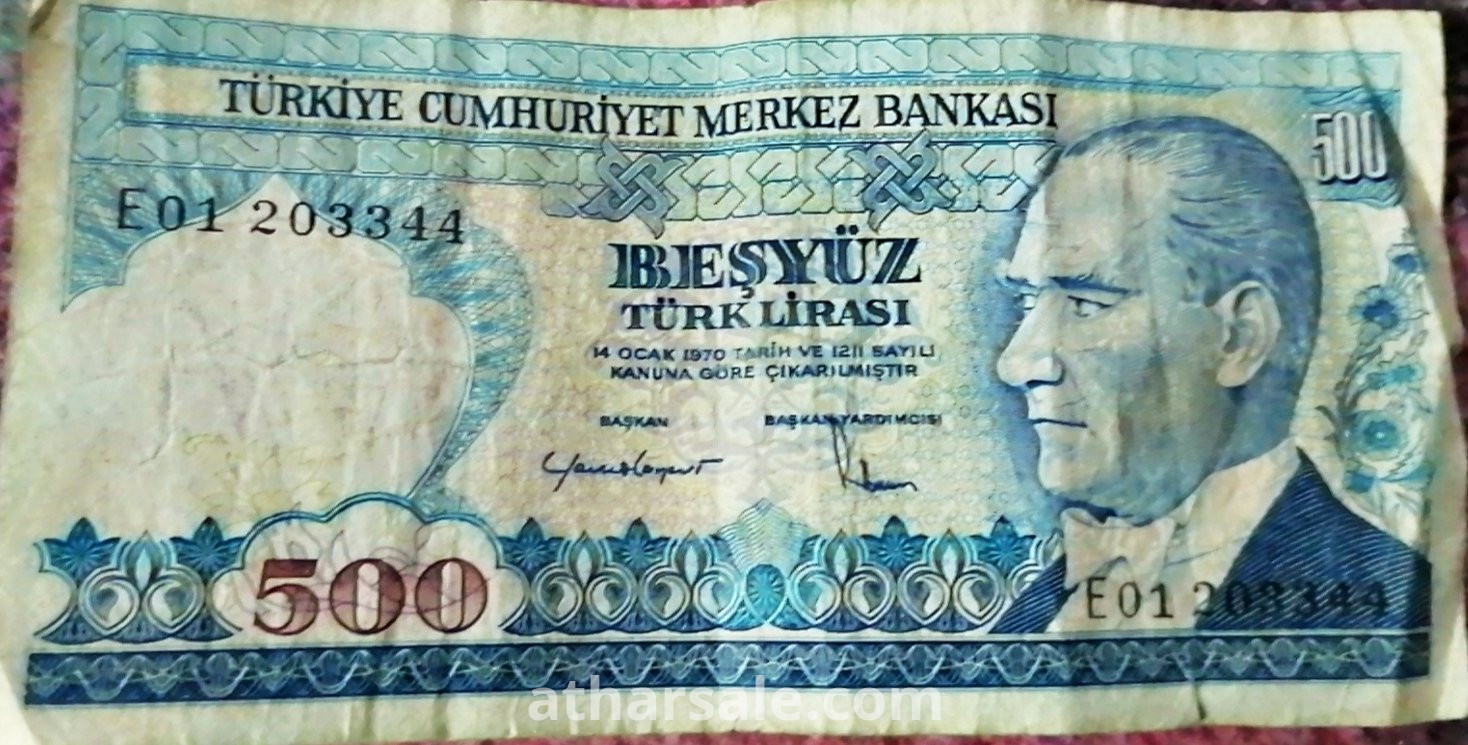 TÜRKİYE CUMHURİYET MERKEZ BANKASI
500
E01 203344
BEŞYÜZ
TÜRK LİRASI
14 OCAK 1970 TARİH VE 1211 SAYILI
KANUNA GÖRE ÇIKARILMIŞTIR
BAŞKAN BAŞKAN YARDIMCISI
500
E01 203344
atharsale.com